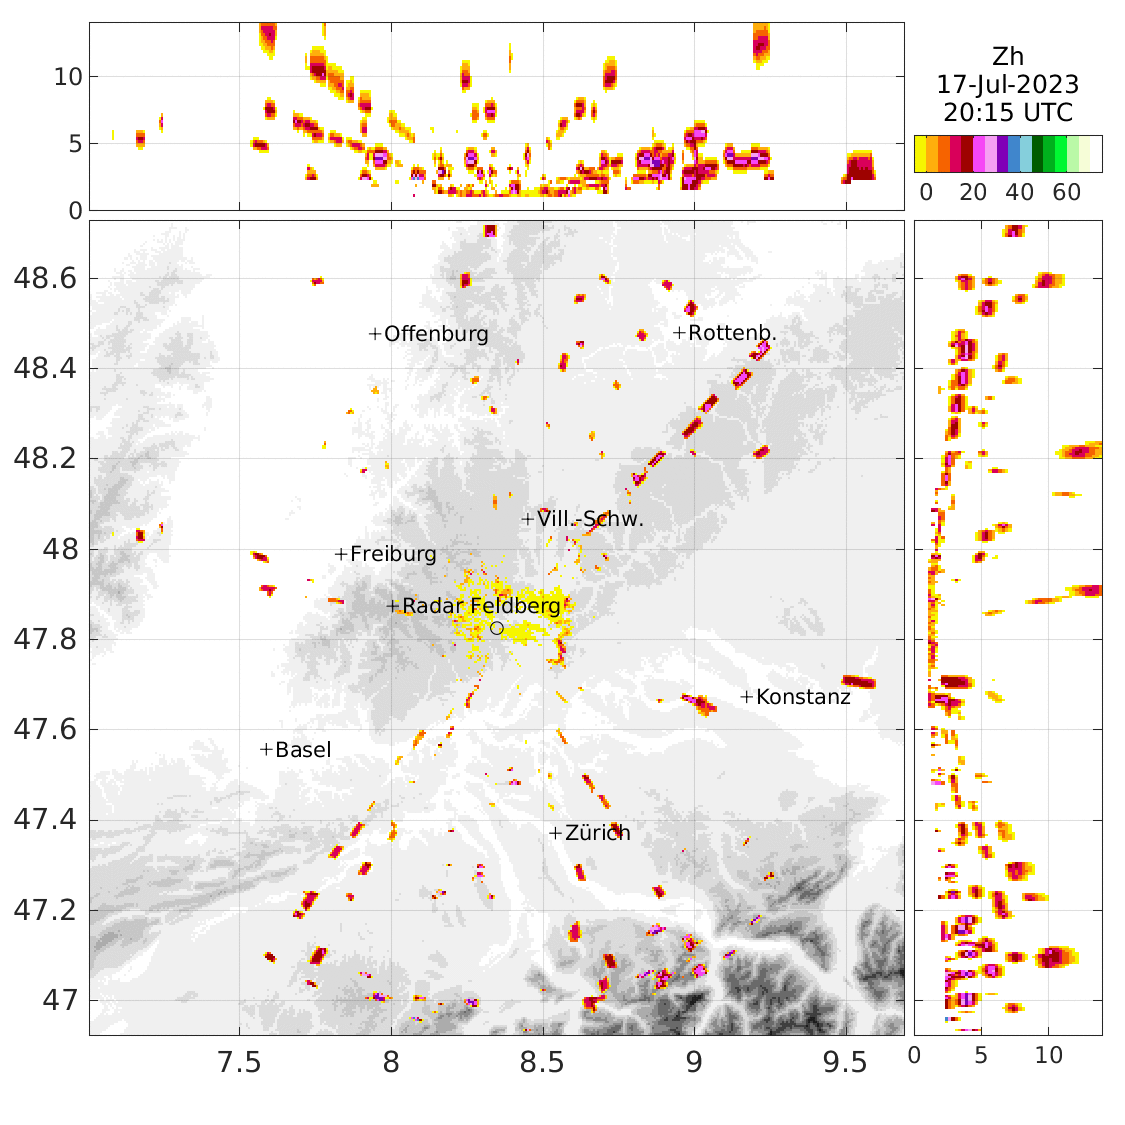 Zh
17-Jul-2023
20:15 UTC
0 20 40 60
10
5
0
48.6
48.4
48.2
48
47.8
47.6
47.4
47.2
47
+Offenburg
+Rottenb.
+Vill.-Schw.
+Freiburg
+Radar Feldberg
+Konstanz
+Basel
+Zürich
7.5 8 8.5 9 9.5
0 5 10